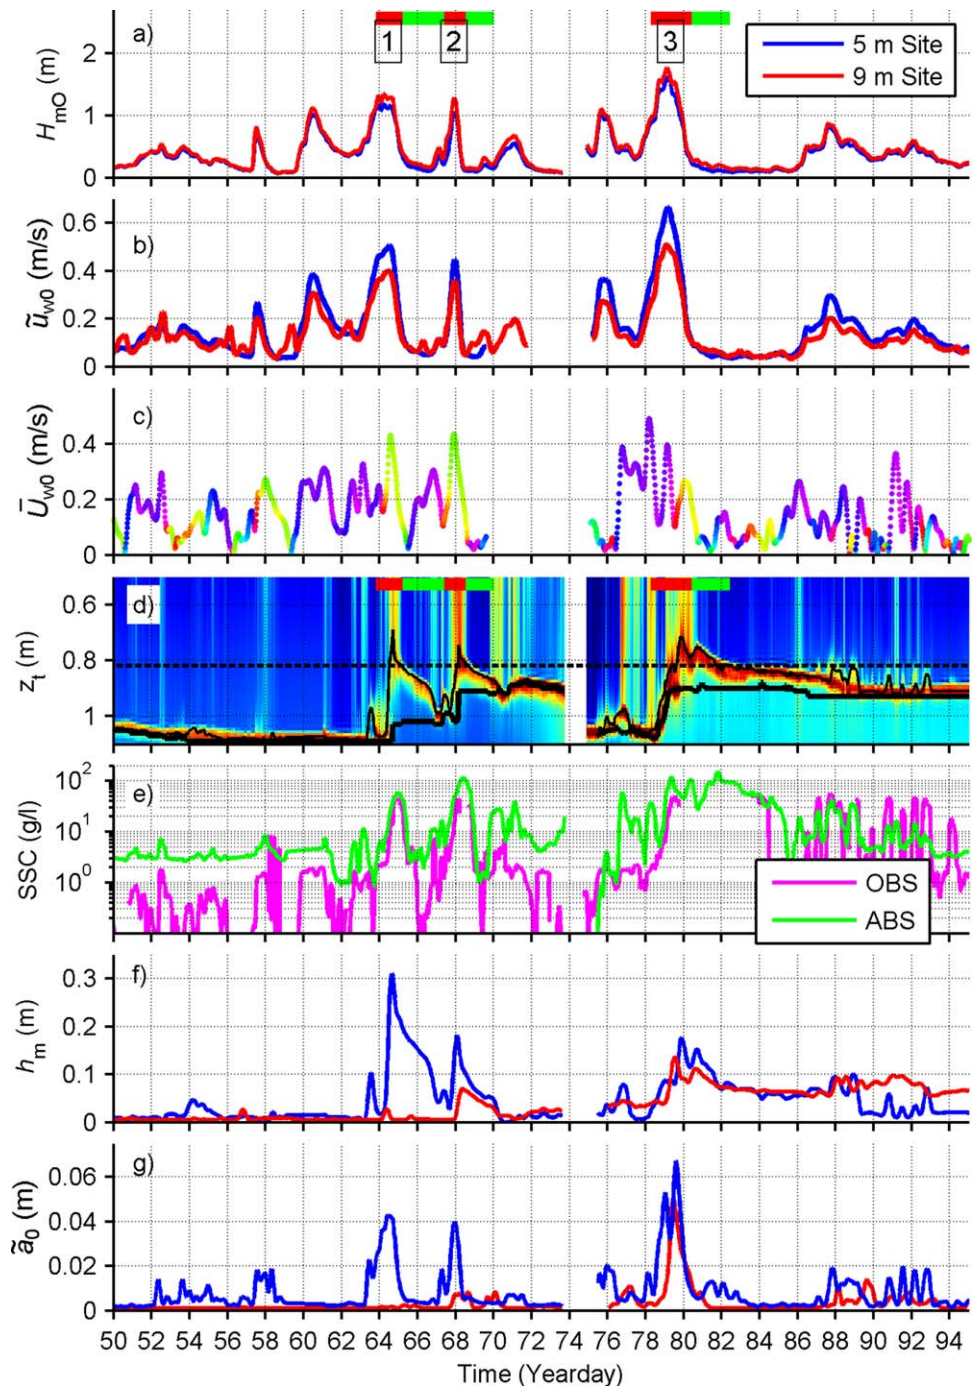 a)
1
2
3
5 m Site
9 m Site
H_mO (m)
2
1
0
b)
ũ_w0 (m/s)
0.6
0.4
0.2
0
c)
Ū_w0 (m/s)
0.4
0.2
0
d)
z_t (m)
0.6
0.8
1
e)
SSC (g/l)
10^2
10^1
10^0
OBS
ABS
f)
h_m (m)
0.3
0.2
0.1
0
g)
ã_0 (m)
0.06
0.04
0.02
0
50 52 54 56 58 60 62 64 66 68 70 72 74 76 78 80 82 84 86 88 90 92 94
Time (Yearday)